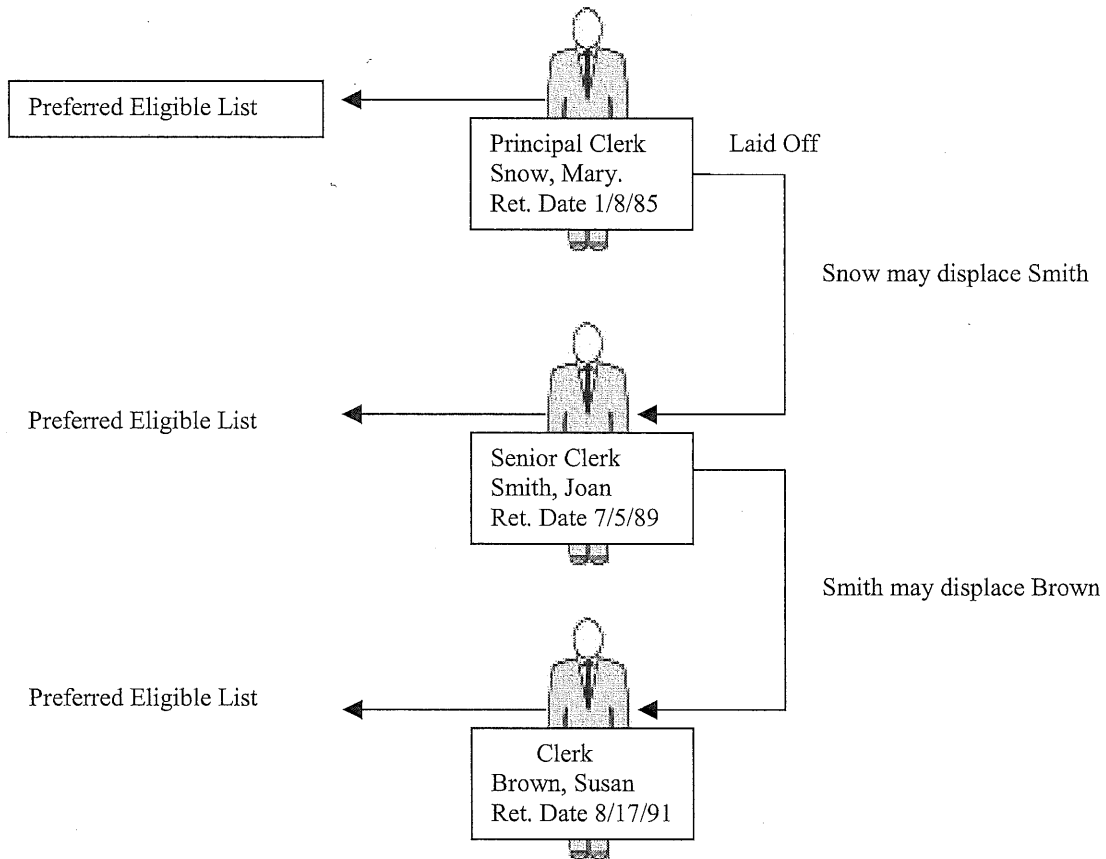 Preferred Eligible List
Principal Clerk
Snow, Mary.
Ret. Date 1/8/85
Laid Off
Snow may displace Smith
Preferred Eligible List
Senior Clerk
Smith, Joan
Ret. Date 7/5/89
Smith may displace Brown
Preferred Eligible List
Clerk
Brown, Susan
Ret. Date 8/17/91